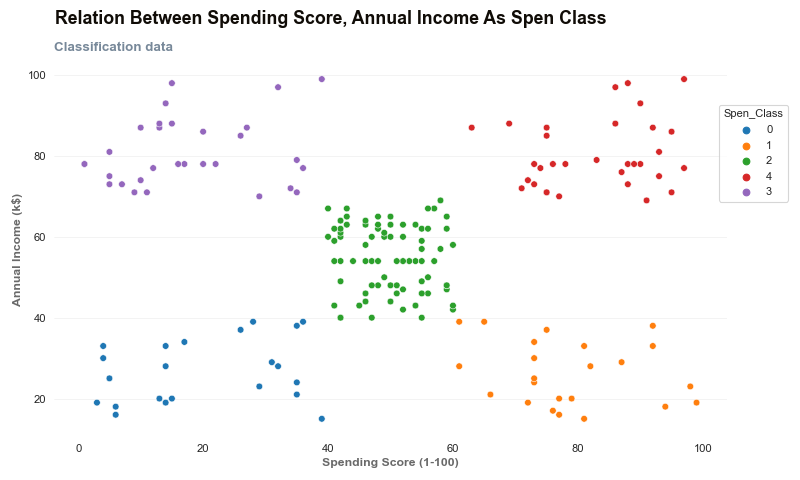 Relation Between Spending Score, Annual Income As Spen Class
Classification data
100
80
60
40
20
Annual Income (k$)
0 20 40 60 80 100
Spending Score (1-100)
Spen_Class
0
1
2
4
3